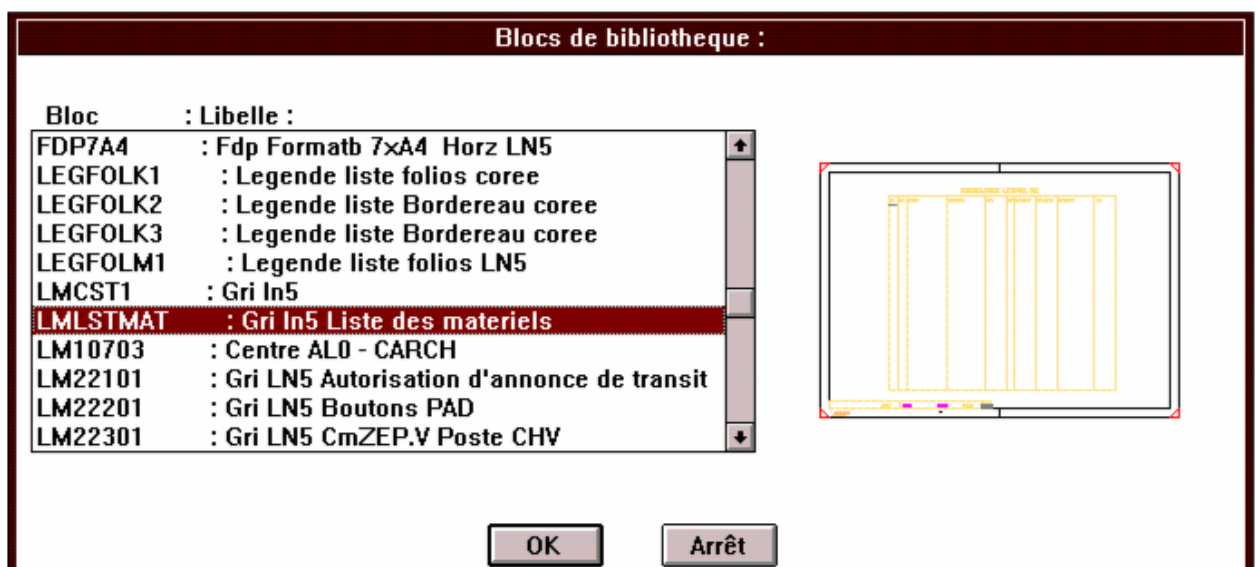 Blocs de bibliotheque :
Bloc : Libelle :
FDP7A4 : Fdp Formatb 7xA4 Horz LN5
LEGFOLK1 : Legende liste folios coree
LEGFOLK2 : Legende liste Bordereau coree
LEGFOLK3 : Legende liste Bordereau coree
LEGFOLM1 : Legende liste folios LN5
LMCST1 : Gri ln5
LMLSTMAT : Gri ln5 Liste des materiels
LM10703 : Centre AL0 - CARCH
LM22101 : Gri LN5 Autorisation d'annonce de transit
LM22201 : Gri LN5 Boutons PAD
LM22301 : Gri LN5 CmZEP.V Poste CHV
OK Arrêt